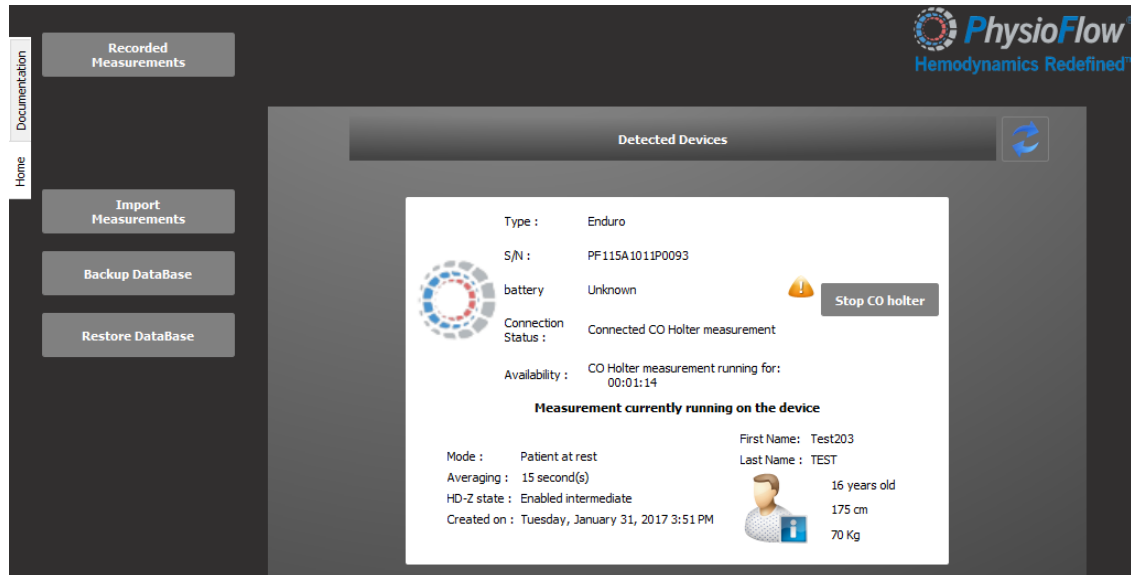 PhysioFlow®
Hemodynamics Redefined™
Documentation
Home
Recorded
Measurements
Import
Measurements
Backup DataBase
Restore DataBase
Detected Devices
Type : Enduro
S/N : PF115A1011P0093
battery Unknown
Stop CO holter
Connection
Status : Connected CO Holter measurement
Availability : CO Holter measurement running for:
00:01:14
Measurement currently running on the device
Mode : Patient at rest
Averaging : 15 second(s)
HD-Z state : Enabled intermediate
Created on : Tuesday, January 31, 2017 3:51 PM
First Name: Test203
Last Name : TEST
16 years old
175 cm
70 Kg